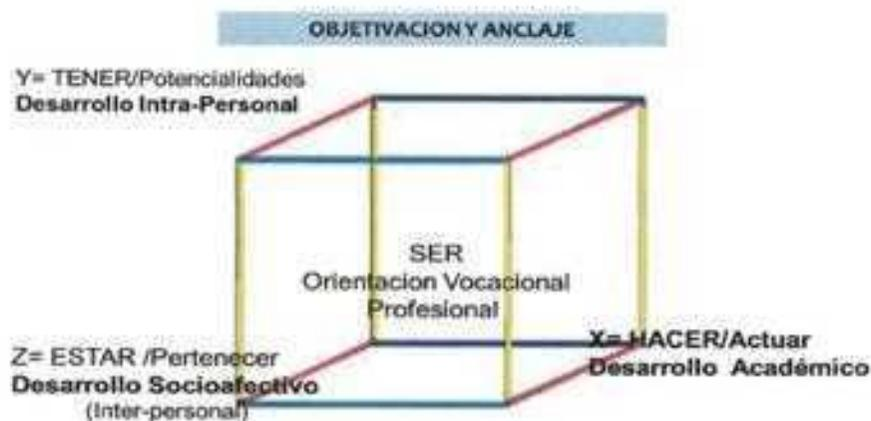 OBJETIVACION Y ANCLAJE
Y= TENER/Potencialidades
Desarrollo Intra-Personal
SER
Orientacion Vocacional
Profesional
Z= ESTAR /Pertenecer
Desarrollo Socioafectivo
(Inter-personal)
X= HACER/Actuar
Desarrollo Académico